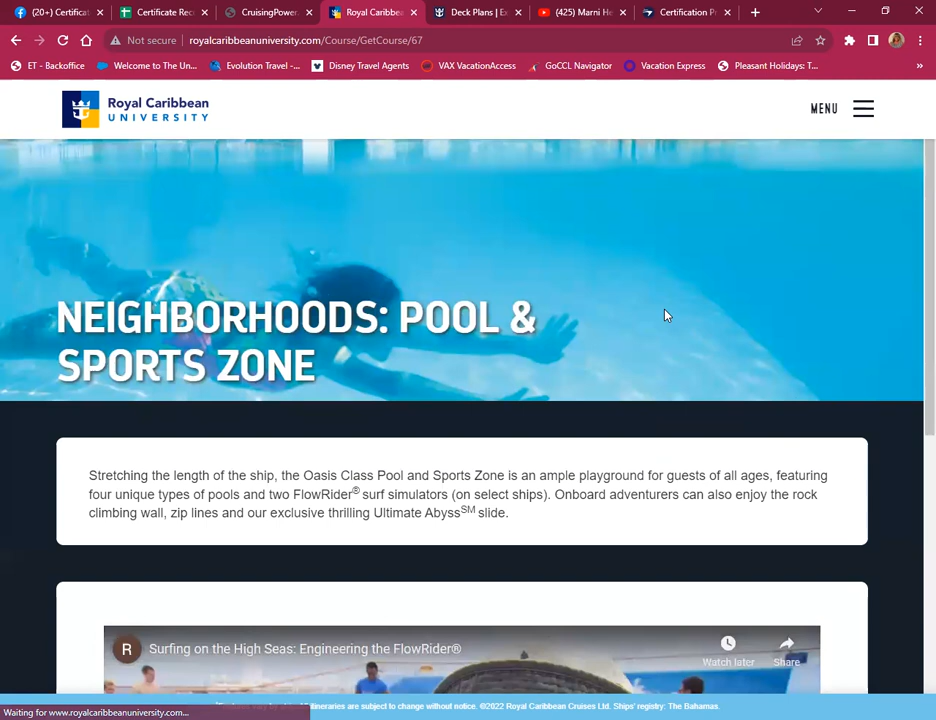 (20+) Certificat
Certificate Rec
CruisingPower.
Royal Caribbea
Deck Plans | Ex
(425) Marni He
Certification Pr
Not secure
royalcaribbeanuniversity.com/Course/GetCourse/67
ET - Backoffice
Welcome to The Un...
Evolution Travel -...
Disney Travel Agents
VAX VacationAccess
GoCCL Navigator
Vacation Express
Pleasant Holidays: T...
»
Royal Caribbean
UNIVERSITY
MENU
NEIGHBORHOODS: POOL &
SPORTS ZONE
Stretching the length of the ship, the Oasis Class Pool and Sports Zone is an ample playground for guests of all ages, featuring
four unique types of pools and two FlowRider® surf simulators (on select ships). Onboard adventurers can also enjoy the rock
climbing wall, zip lines and our exclusive thrilling Ultimate Abyss℠ slide.
R
Surfing on the High Seas: Engineering the FlowRider®
Watch later
Share
itineraries are subject to change without notice. ©2022 Royal Caribbean Cruises Ltd. Ships' registry: The Bahamas.
Waiting for www.royalcaribbeanuniversity.com...